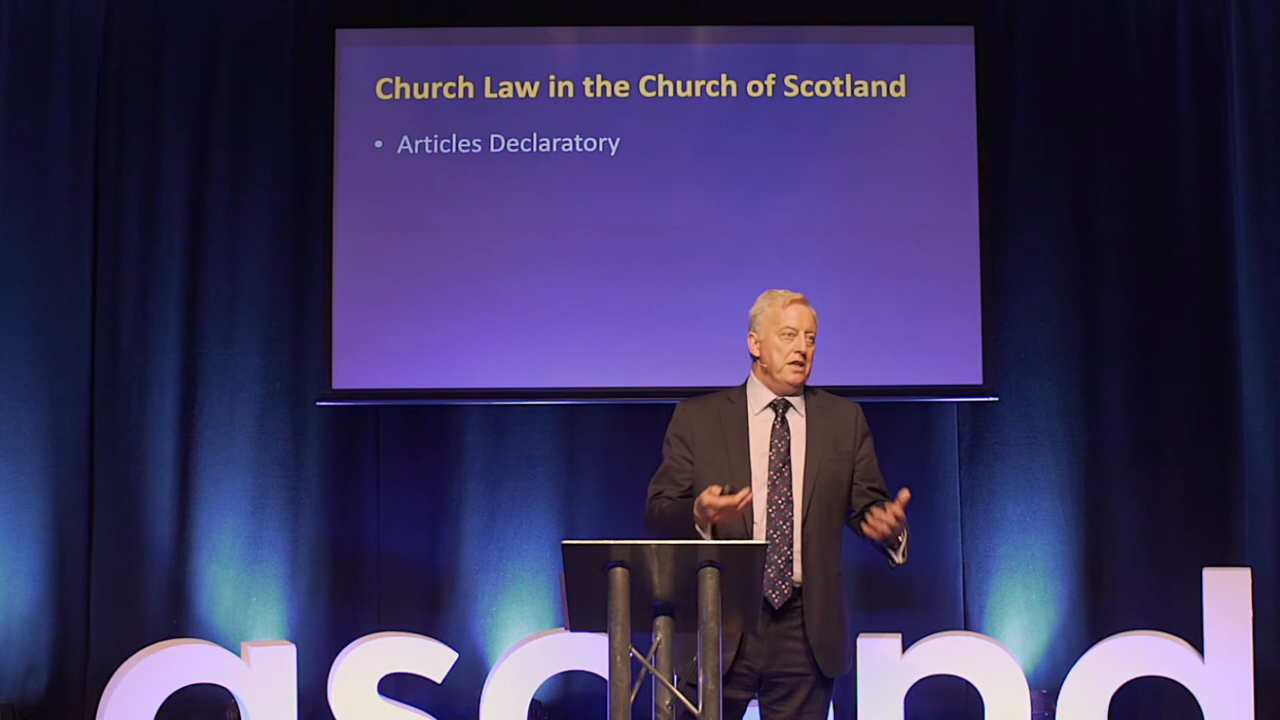 Church Law in the Church of Scotland
• Articles Declaratory